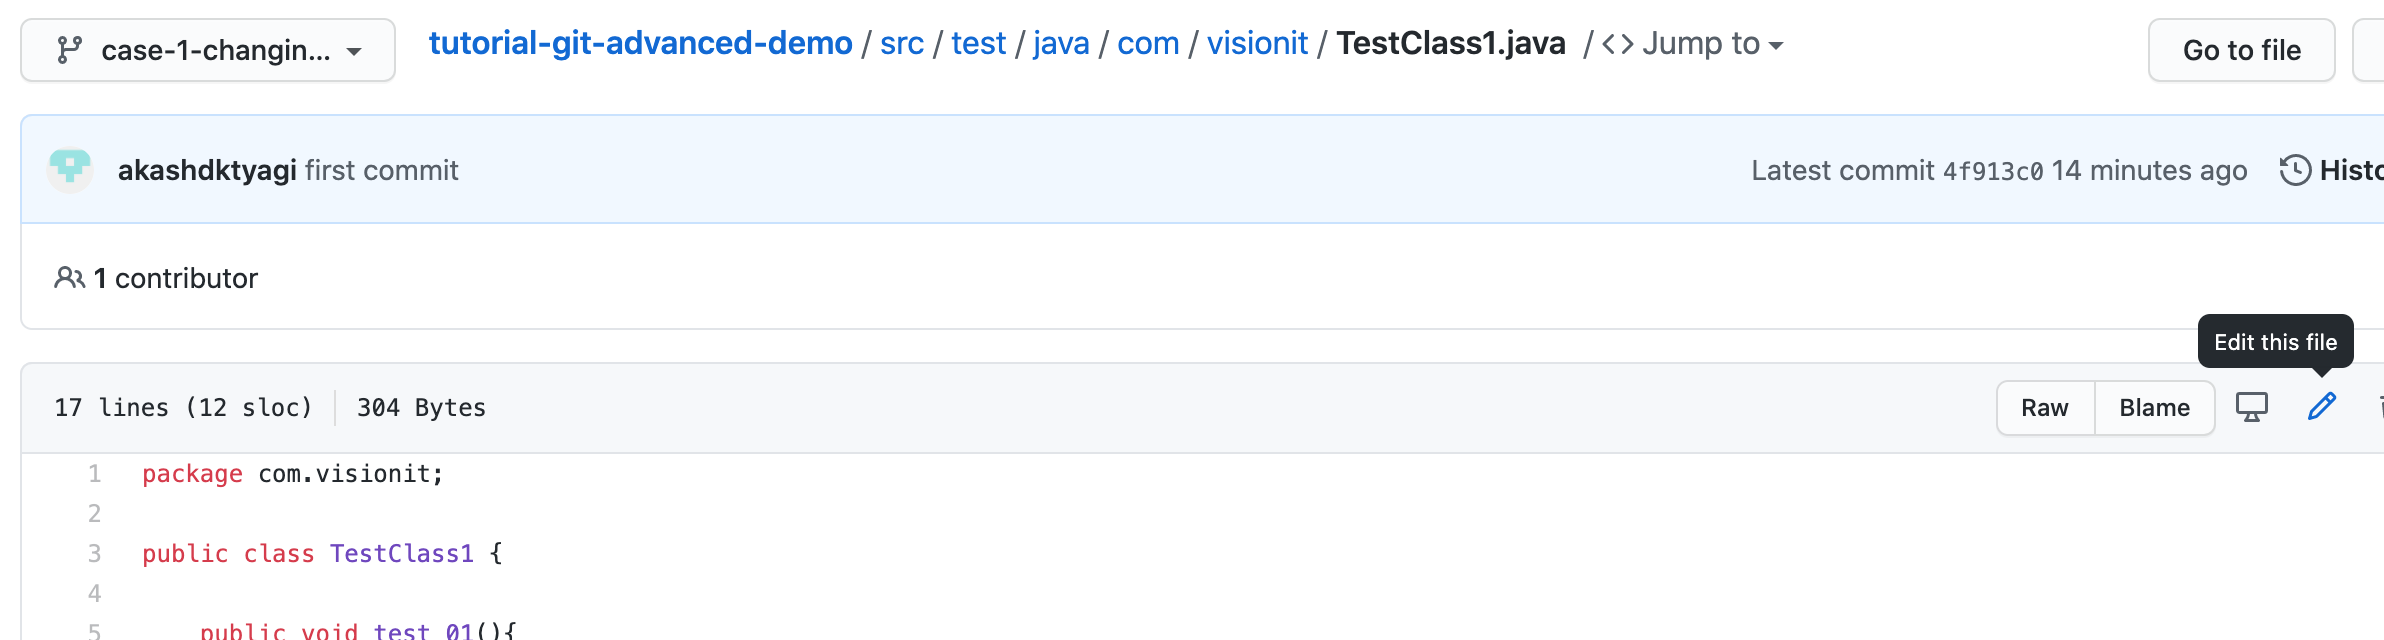 case-1-changin...
tutorial-git-advanced-demo / src / test / java / com / visionit / TestClass1.java / <> Jump to
Go to file
akashdktyagi first commit
Latest commit 4f913c0 14 minutes ago
1 contributor
Edit this file
17 lines (12 sloc) 304 Bytes
Raw Blame
1 package com.visionit;
2
3 public class TestClass1 {
4
5 public void test_01(){